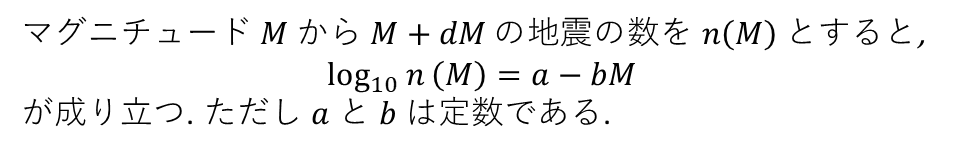 マグニチュード M から M + dM の地震の数を n(M) とすると,
log₁₀ n (M) = a − bM
が成り立つ. ただし a と b は定数である.